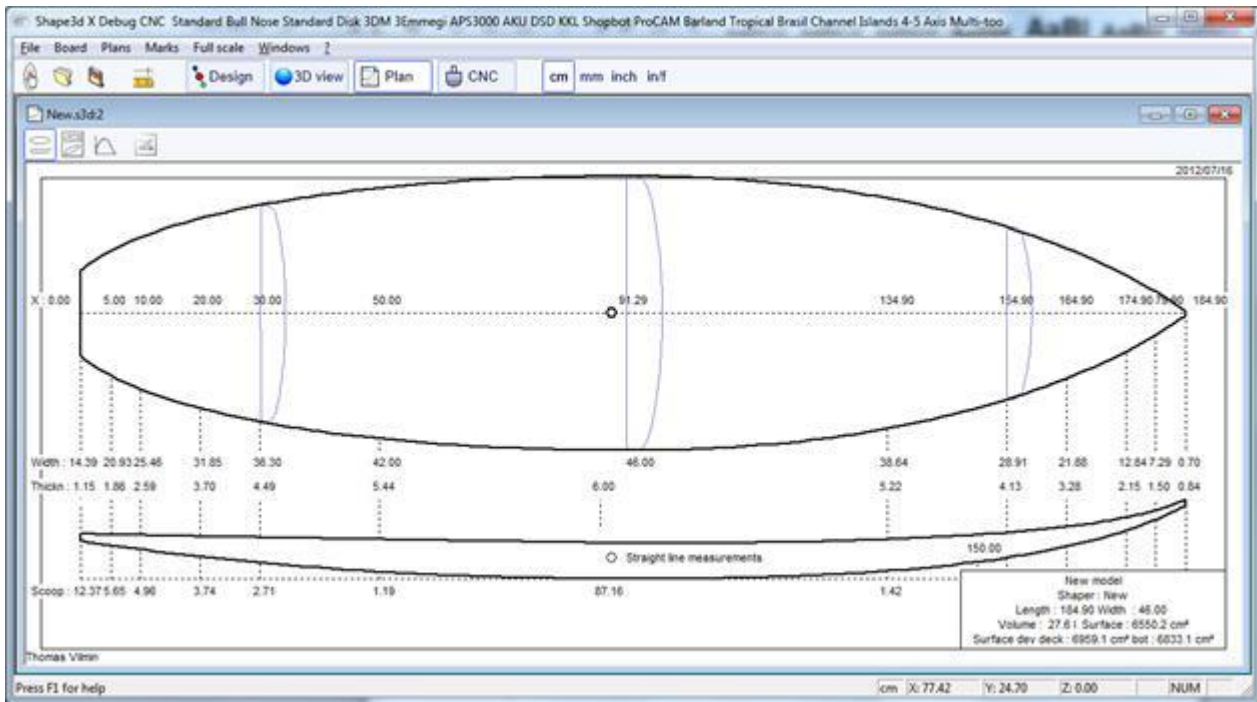 Shape3d X Debug CNC Standard Bull Nose Standard Disk 3DM 3Emmegi APS3000 AKU DSD KKL Shopbot ProCAM Barland Tropical Brasil Channel Islands 4-5 Axis Multi-too
File Board Plans Marks Full scale Windows ?
Design 3D view Plan CNC cm mm inch in/f
New.s3d:2
2012/07/16
X : 0.00 5.00 10.00 20.00 30.00 50.00 91.29 134.90 154.90 164.90 174.90 184.90
Width : 14.39 20.93 25.46 31.85 36.30 42.00 46.00 38.64 28.91 21.88 12.84 7.29 0.70
Thickn : 1.15 1.86 2.59 3.70 4.49 5.44 6.00 5.22 4.13 3.28 2.15 1.50 0.84
Straight line measurements
150.00
Scoop : 12.37 5.65 4.96 3.74 2.71 1.19 87.16 1.42
New model
Shaper : New
Length : 184.90 Width : 46.00
Volume : 27.6 l Surface : 6550.2 cm²
Surface dev deck : 6959.1 cm² bot : 6833.1 cm²
Thomas Vilmin
Press F1 for help cm X: 77.42 Y: 24.70 Z: 0.00 NUM